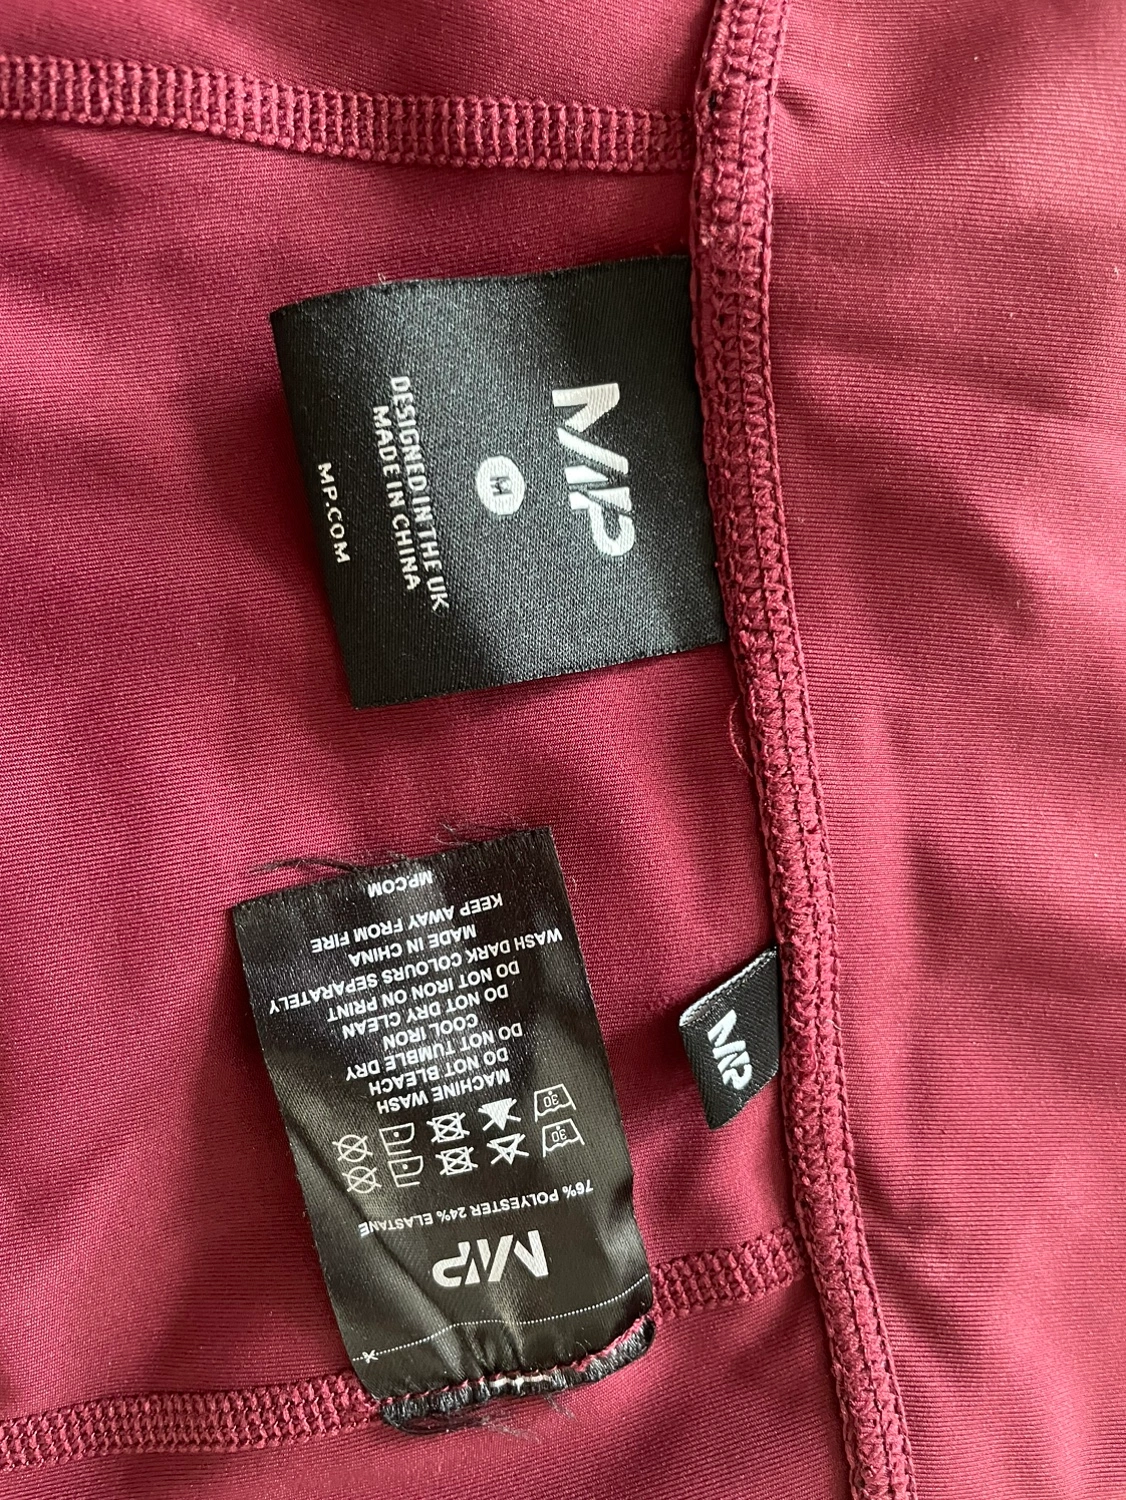 MP
M
DESIGNED IN THE UK
MADE IN CHINA
MP.COM
MP
MP
76% POLYESTER 24% ELASTANE
30
30
MACHINE WASH
DO NOT BLEACH
DO NOT TUMBLE DRY
COOL IRON
DO NOT DRY CLEAN
DO NOT IRON ON PRINT
WASH DARK COLOURS SEPARATELY
MADE IN CHINA
KEEP AWAY FROM FIRE
MP.COM